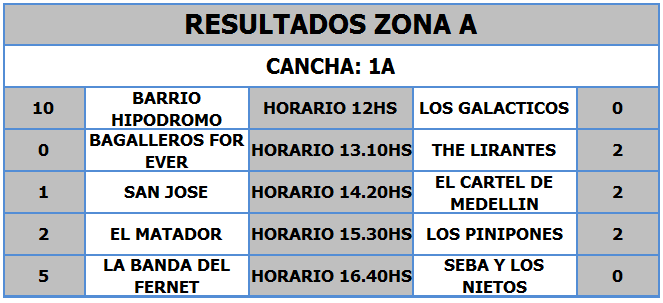 RESULTADOS ZONA A
CANCHA: 1A
10 BARRIO HIPODROMO HORARIO 12HS LOS GALACTICOS 0
0 BAGALLEROS FOR EVER HORARIO 13.10HS THE LIRANTES 2
1 SAN JOSE HORARIO 14.20HS EL CARTEL DE MEDELLIN 2
2 EL MATADOR HORARIO 15.30HS LOS PINIPONES 2
5 LA BANDA DEL FERNET HORARIO 16.40HS SEBA Y LOS NIETOS 0